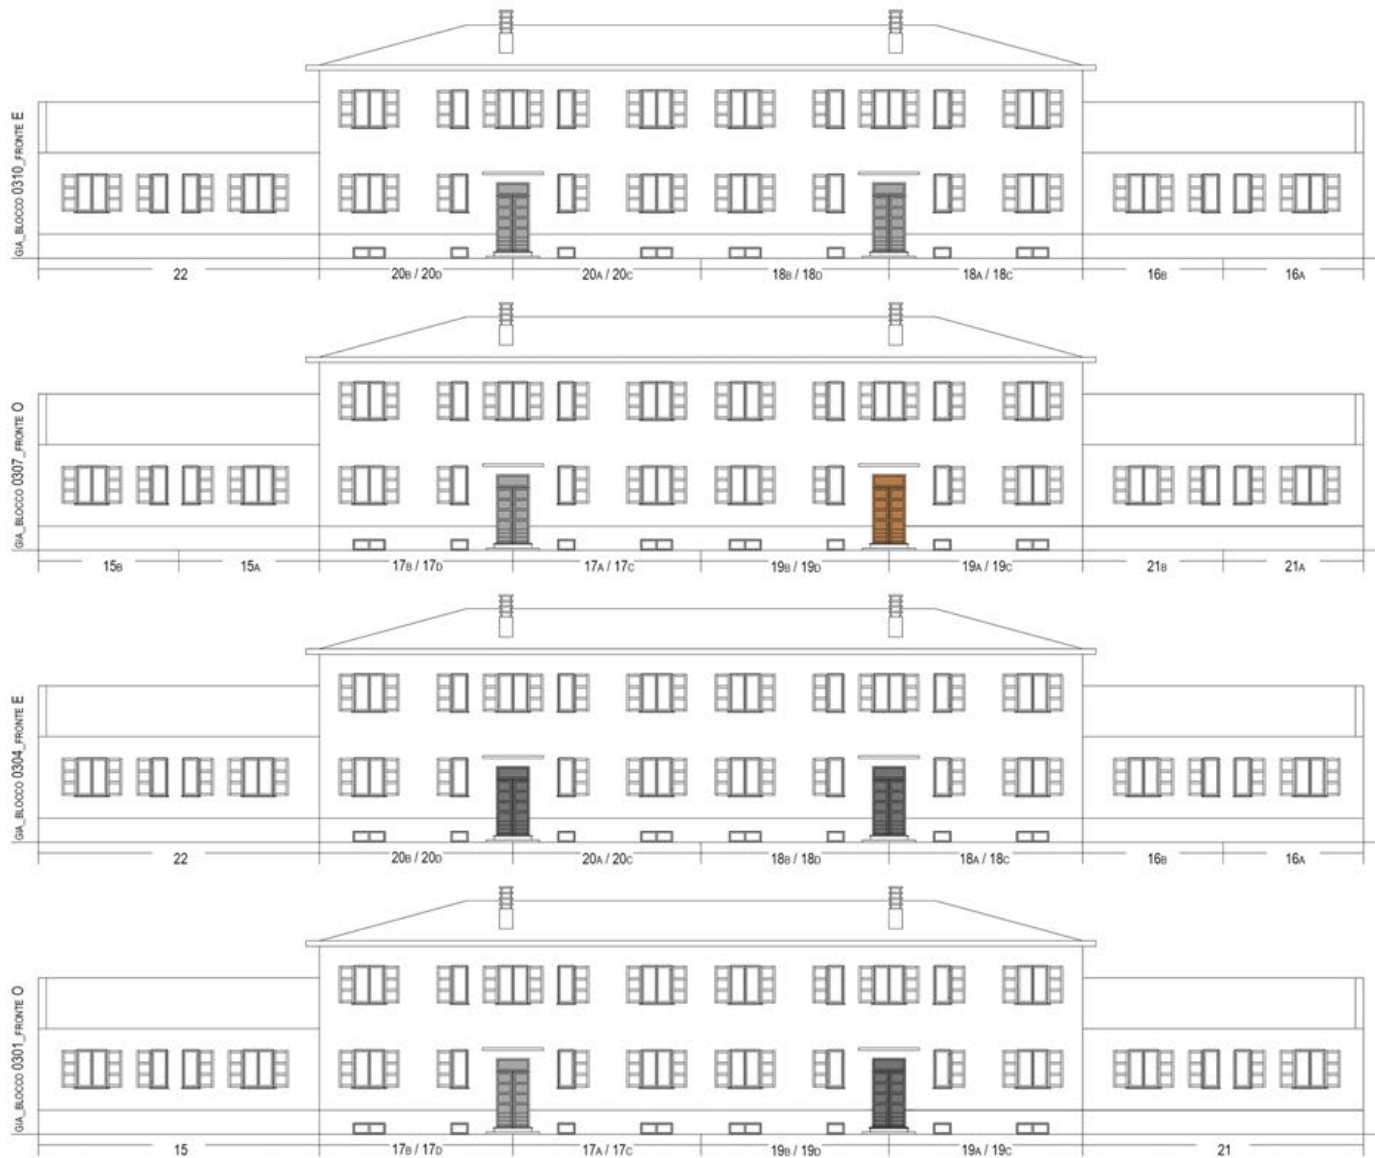 GIA_BLOCCO 0310_FRONTE E
22 20B / 20D 20A / 20C 18B / 18D 18A / 18C 16B 16A
GIA_BLOCCO 0307_FRONTE O
15B 15A 17B / 17D 17A / 17C 19B / 19D 19A / 19C 21B 21A
GIA_BLOCCO 0304_FRONTE E
22 20B / 20D 20A / 20C 18B / 18D 18A / 18C 16B 16A
GIA_BLOCCO 0301_FRONTE O
15 17B / 17D 17A / 17C 19B / 19D 19A / 19C 21